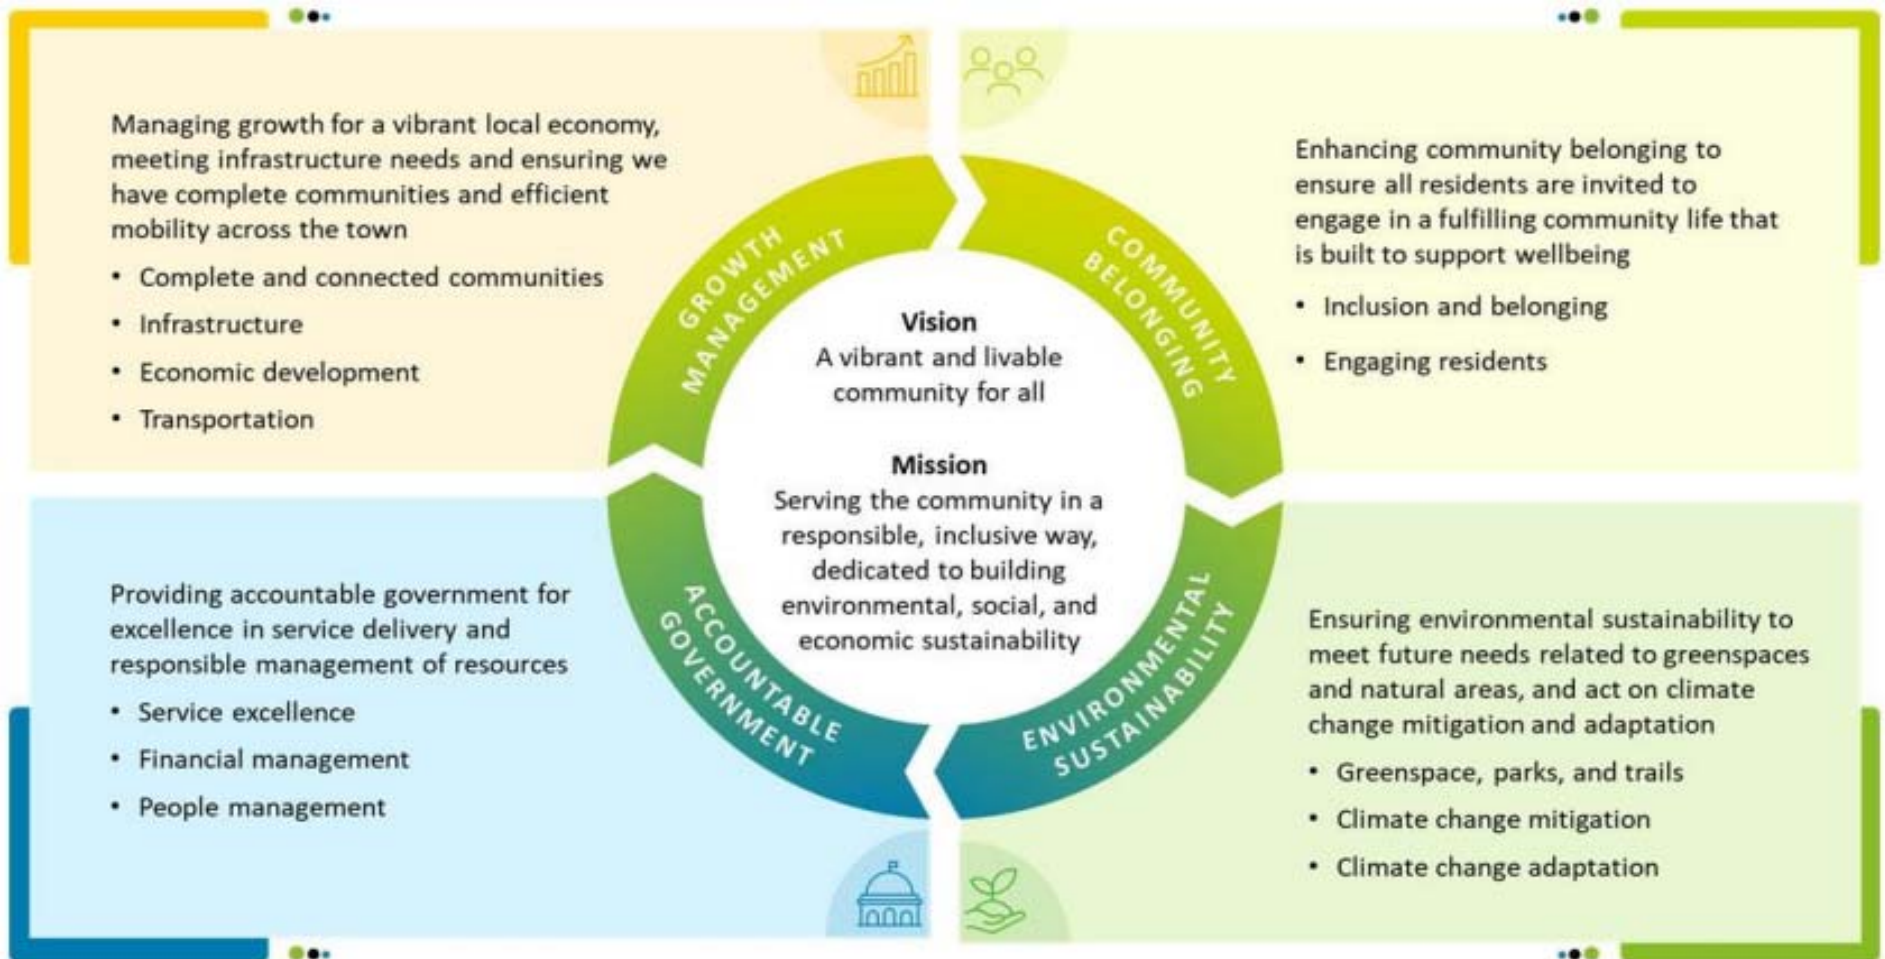 Managing growth for a vibrant local economy,
meeting infrastructure needs and ensuring we
have complete communities and efficient
mobility across the town
• Complete and connected communities
• Infrastructure
• Economic development
• Transportation
GROWTH
MANAGEMENT
COMMUNITY
BELONGING
Enhancing community belonging to
ensure all residents are invited to
engage in a fulfilling community life that
is built to support wellbeing
• Inclusion and belonging
• Engaging residents
Vision
A vibrant and livable
community for all
Mission
Serving the community in a
responsible, inclusive way,
dedicated to building
environmental, social, and
economic sustainability
Providing accountable government for
excellence in service delivery and
responsible management of resources
• Service excellence
• Financial management
• People management
ACCOUNTABLE
GOVERNMENT
ENVIRONMENTAL
SUSTAINABILITY
Ensuring environmental sustainability to
meet future needs related to greenspaces
and natural areas, and act on climate
change mitigation and adaptation
• Greenspace, parks, and trails
• Climate change mitigation
• Climate change adaptation